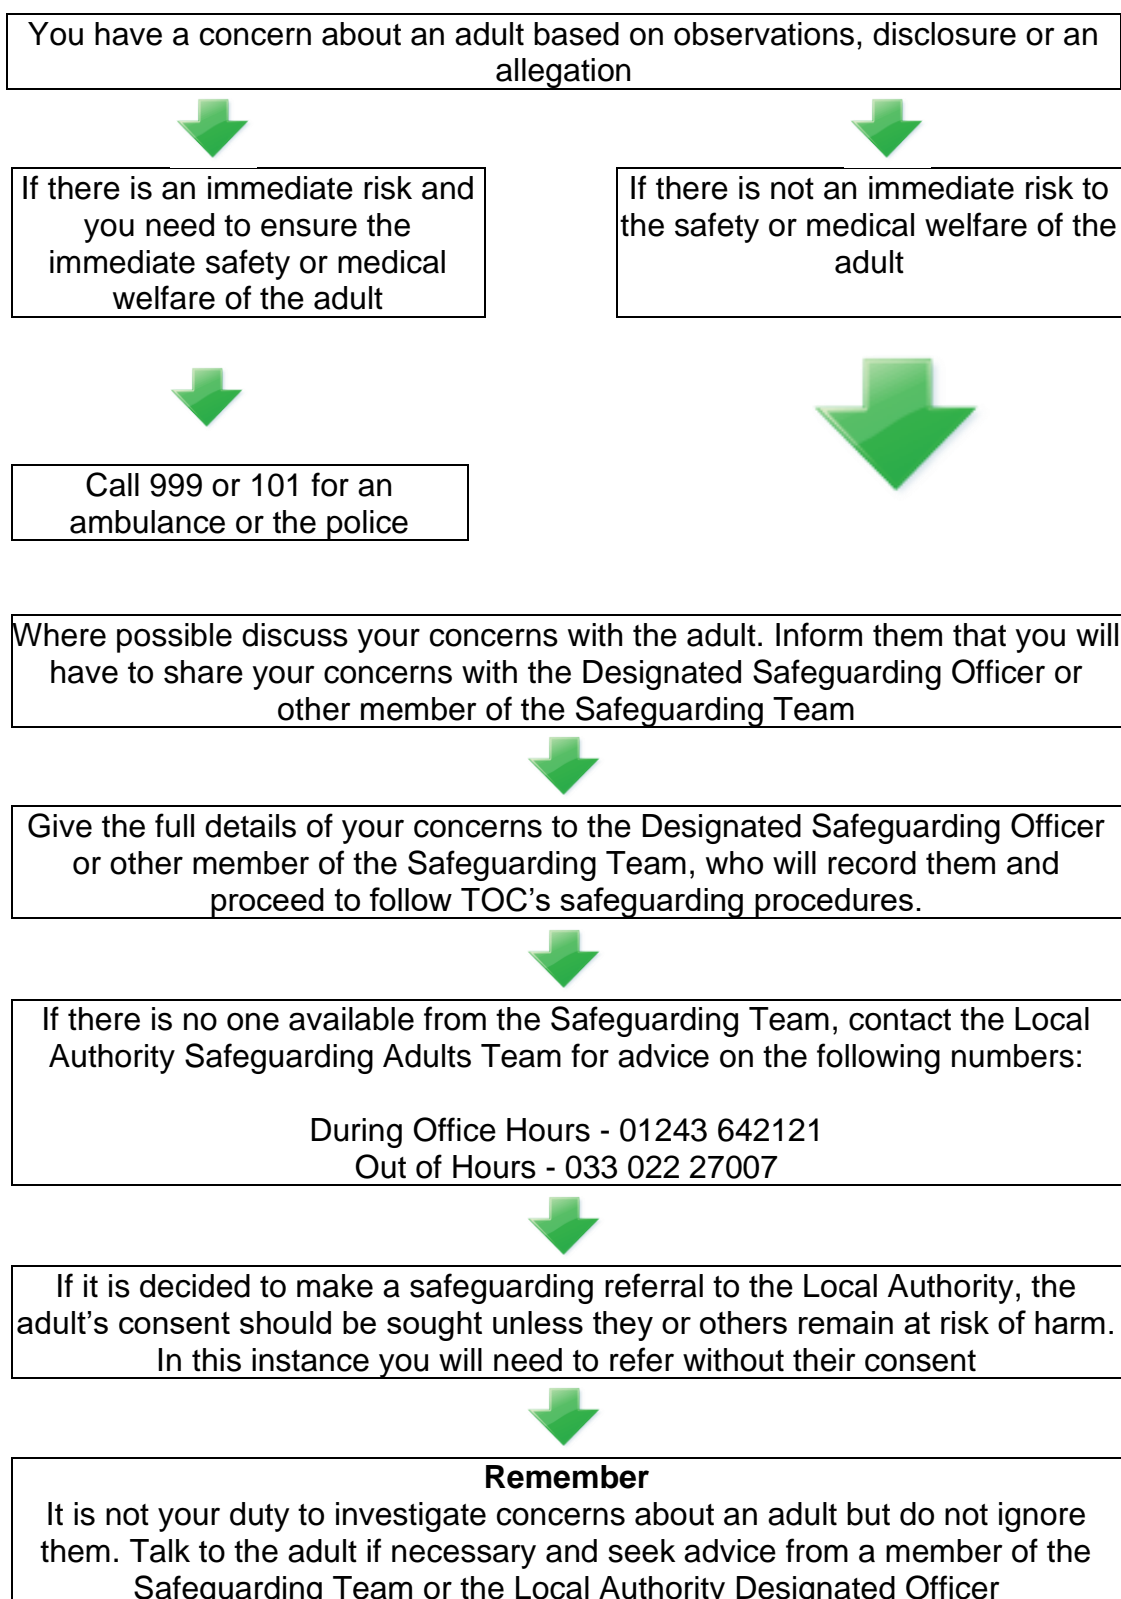 You have a concern about an adult based on observations, disclosure or an
allegation
If there is an immediate risk and
you need to ensure the
immediate safety or medical
welfare of the adult
If there is not an immediate risk to
the safety or medical welfare of the
adult
Call 999 or 101 for an
ambulance or the police
Where possible discuss your concerns with the adult. Inform them that you will
have to share your concerns with the Designated Safeguarding Officer or
other member of the Safeguarding Team
Give the full details of your concerns to the Designated Safeguarding Officer
or other member of the Safeguarding Team, who will record them and
proceed to follow TOC’s safeguarding procedures.
If there is no one available from the Safeguarding Team, contact the Local
Authority Safeguarding Adults Team for advice on the following numbers:
During Office Hours - 01243 642121
Out of Hours - 033 022 27007
If it is decided to make a safeguarding referral to the Local Authority, the
adult’s consent should be sought unless they or others remain at risk of harm.
In this instance you will need to refer without their consent
Remember
It is not your duty to investigate concerns about an adult but do not ignore
them. Talk to the adult if necessary and seek advice from a member of the
Safeguarding Team or the Local Authority Designated Officer